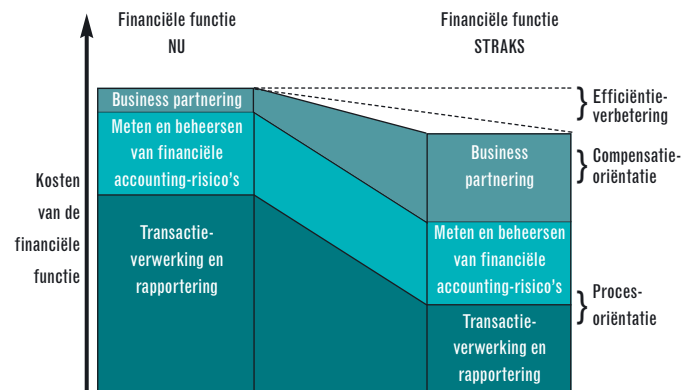 Financiële functie
NU
Financiële functie
STRAKS
Kosten
van de
financiële
functie
Business partnering
Meten en beheersen
van financiële
accounting-risico's
Transactie-
verwerking en
rapportering
Business
partnering
Meten en beheersen
van financiële
accounting-risico's
Transactie-
verwerking en
rapportering
Efficiëntie-
verbetering
Compensatie-
oriëntatie
Proces-
oriëntatie